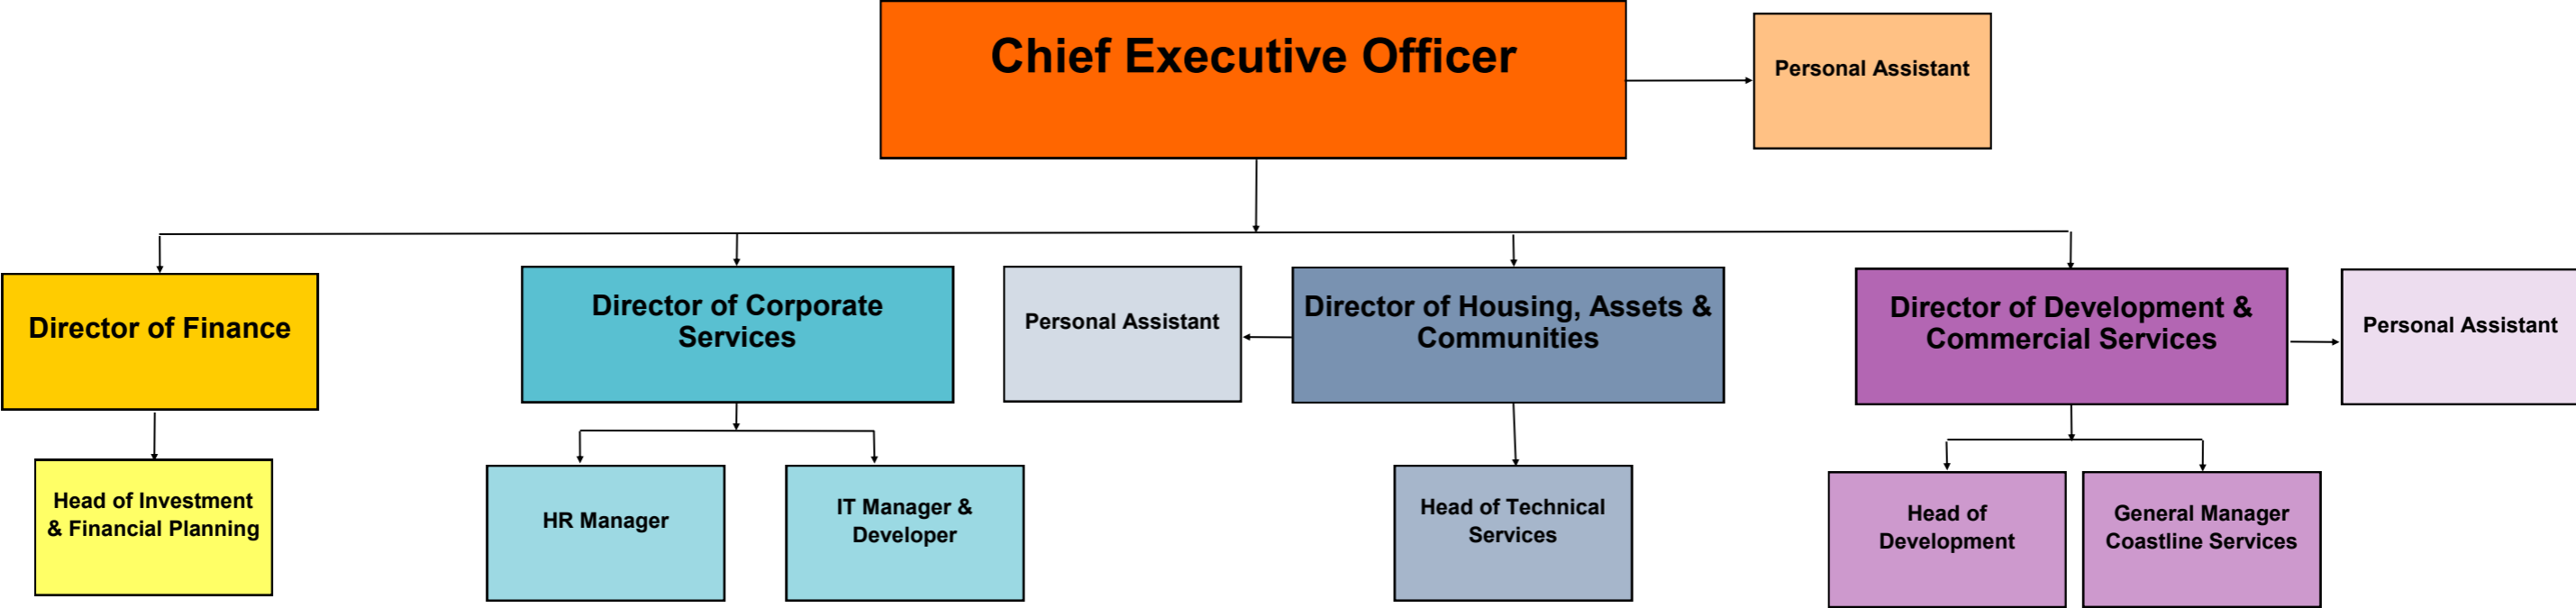 Chief Executive Officer
Personal Assistant
Director of Finance
Director of Corporate
Services
Personal Assistant
Director of Housing, Assets &
Communities
Director of Development &
Commercial Services
Personal Assistant
Head of Investment
& Financial Planning
HR Manager
IT Manager &
Developer
Head of Technical
Services
Head of
Development
General Manager
Coastline Services